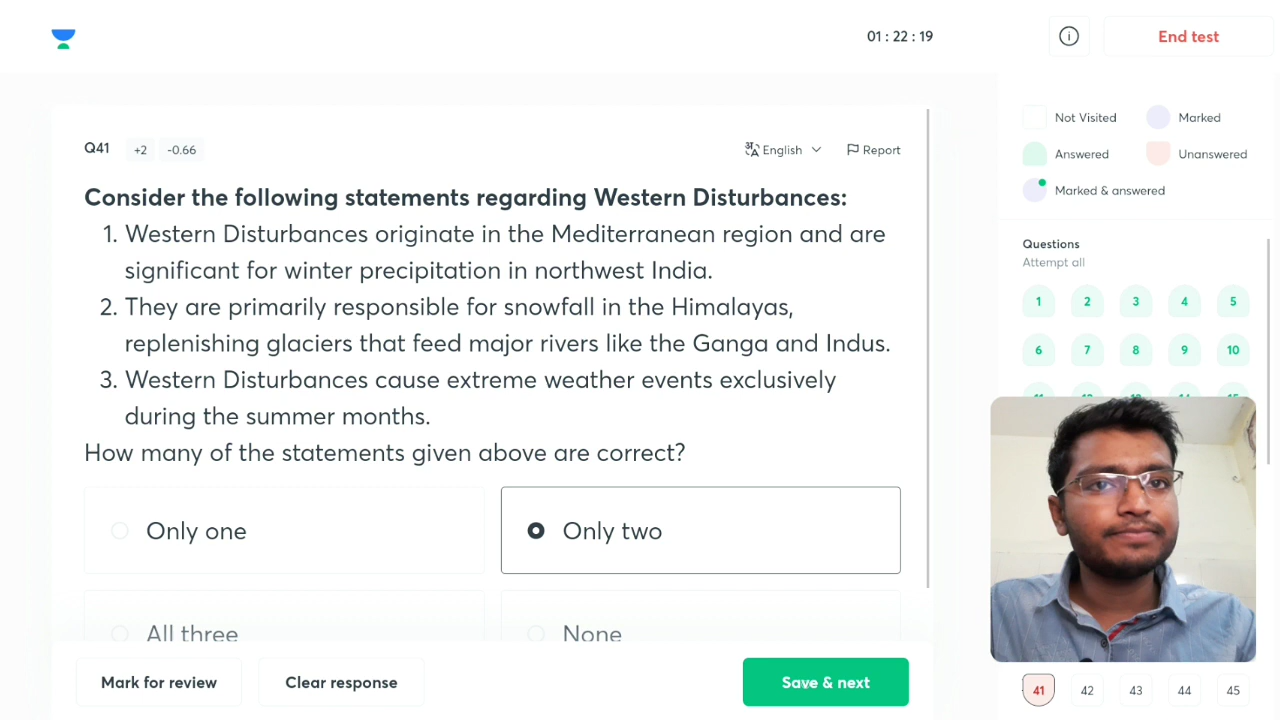 01 : 22 : 19
End test
Q41 +2 -0.66 English Report
Consider the following statements regarding Western Disturbances:
1. Western Disturbances originate in the Mediterranean region and are
significant for winter precipitation in northwest India.
2. They are primarily responsible for snowfall in the Himalayas,
replenishing glaciers that feed major rivers like the Ganga and Indus.
3. Western Disturbances cause extreme weather events exclusively
during the summer months.
How many of the statements given above are correct?
Only one
Only two
All three
None
Mark for review
Clear response
Save & next
Not Visited
Marked
Answered
Unanswered
Marked & answered
Questions
Attempt all
1 2 3 4 5
6 7 8 9 10
41 42 43 44 45